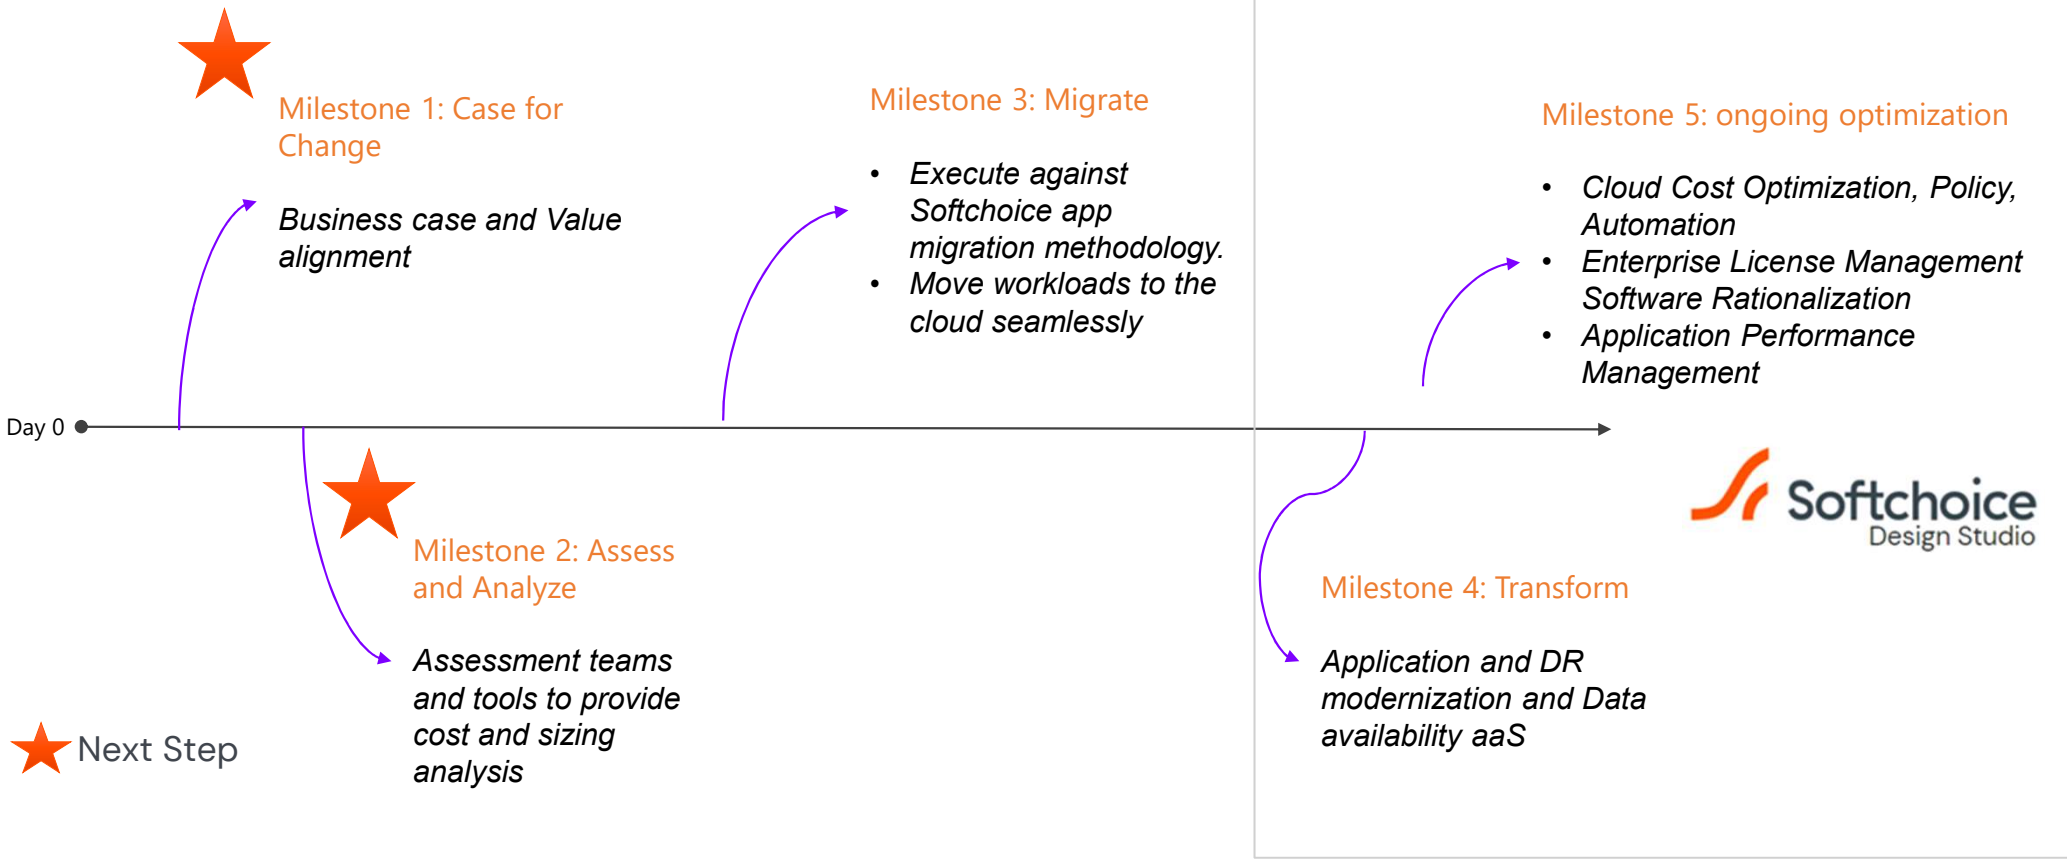 Milestone 1: Case for
Change
Business case and Value
alignment
Milestone 3: Migrate
• Execute against
Softchoice app
migration methodology.
• Move workloads to the
cloud seamlessly
Milestone 5: ongoing optimization
• Cloud Cost Optimization, Policy,
Automation
• Enterprise License Management
Software Rationalization
• Application Performance
Management
Day 0
Softchoice
Design Studio
Milestone 2: Assess
and Analyze
Assessment teams
and tools to provide
cost and sizing
analysis
Milestone 4: Transform
Application and DR
modernization and Data
availability aaS
Next Step